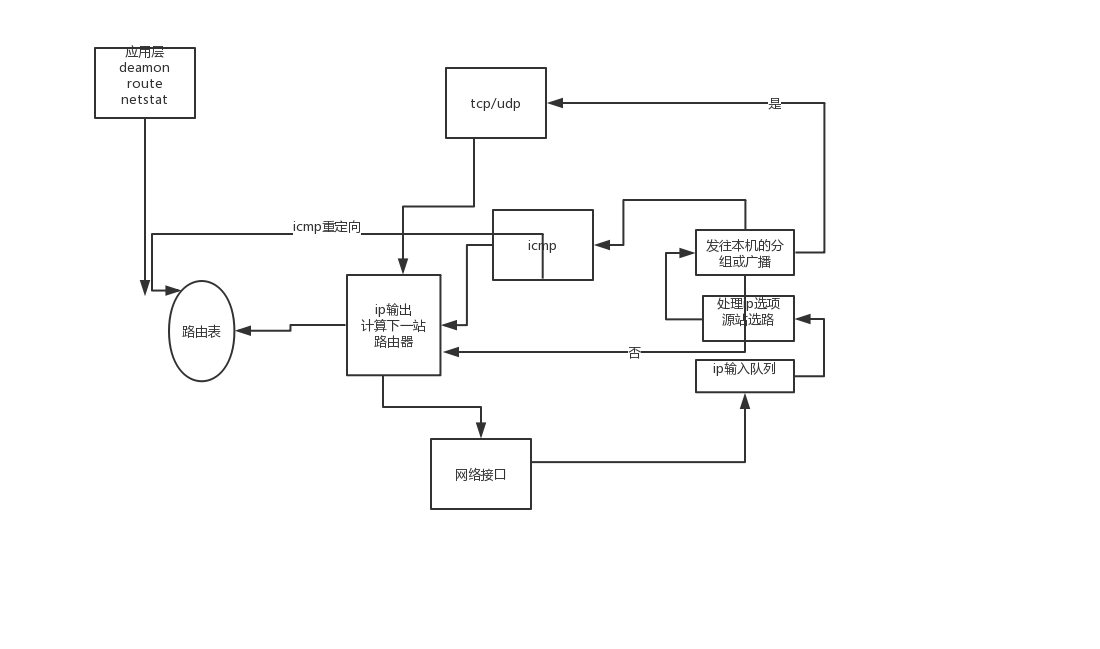 应用层
deamon
route
netstat
tcp/udp
是
icmp重定向
icmp
发往本机的分
组或广播
处理ip选项
源站选路
ip输出
计算下一站
路由器
路由表
否
ip输入队列
网络接口